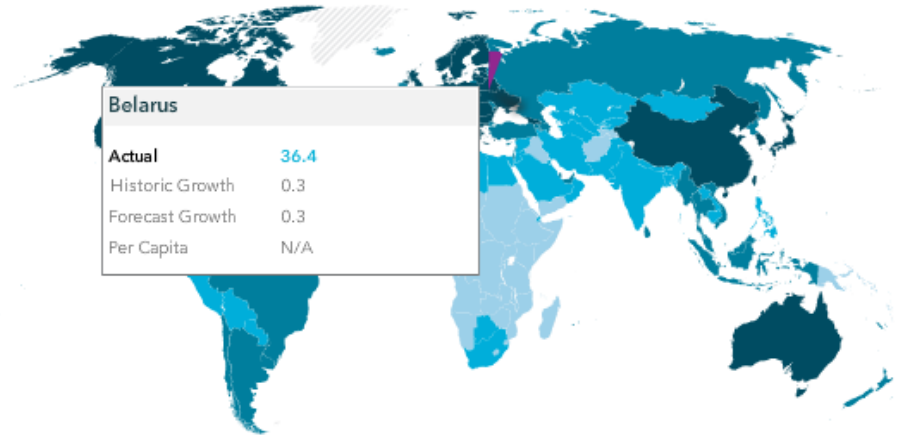 Belarus
Actual 36.4
Historic Growth 0.3
Forecast Growth 0.3
Per Capita N/A